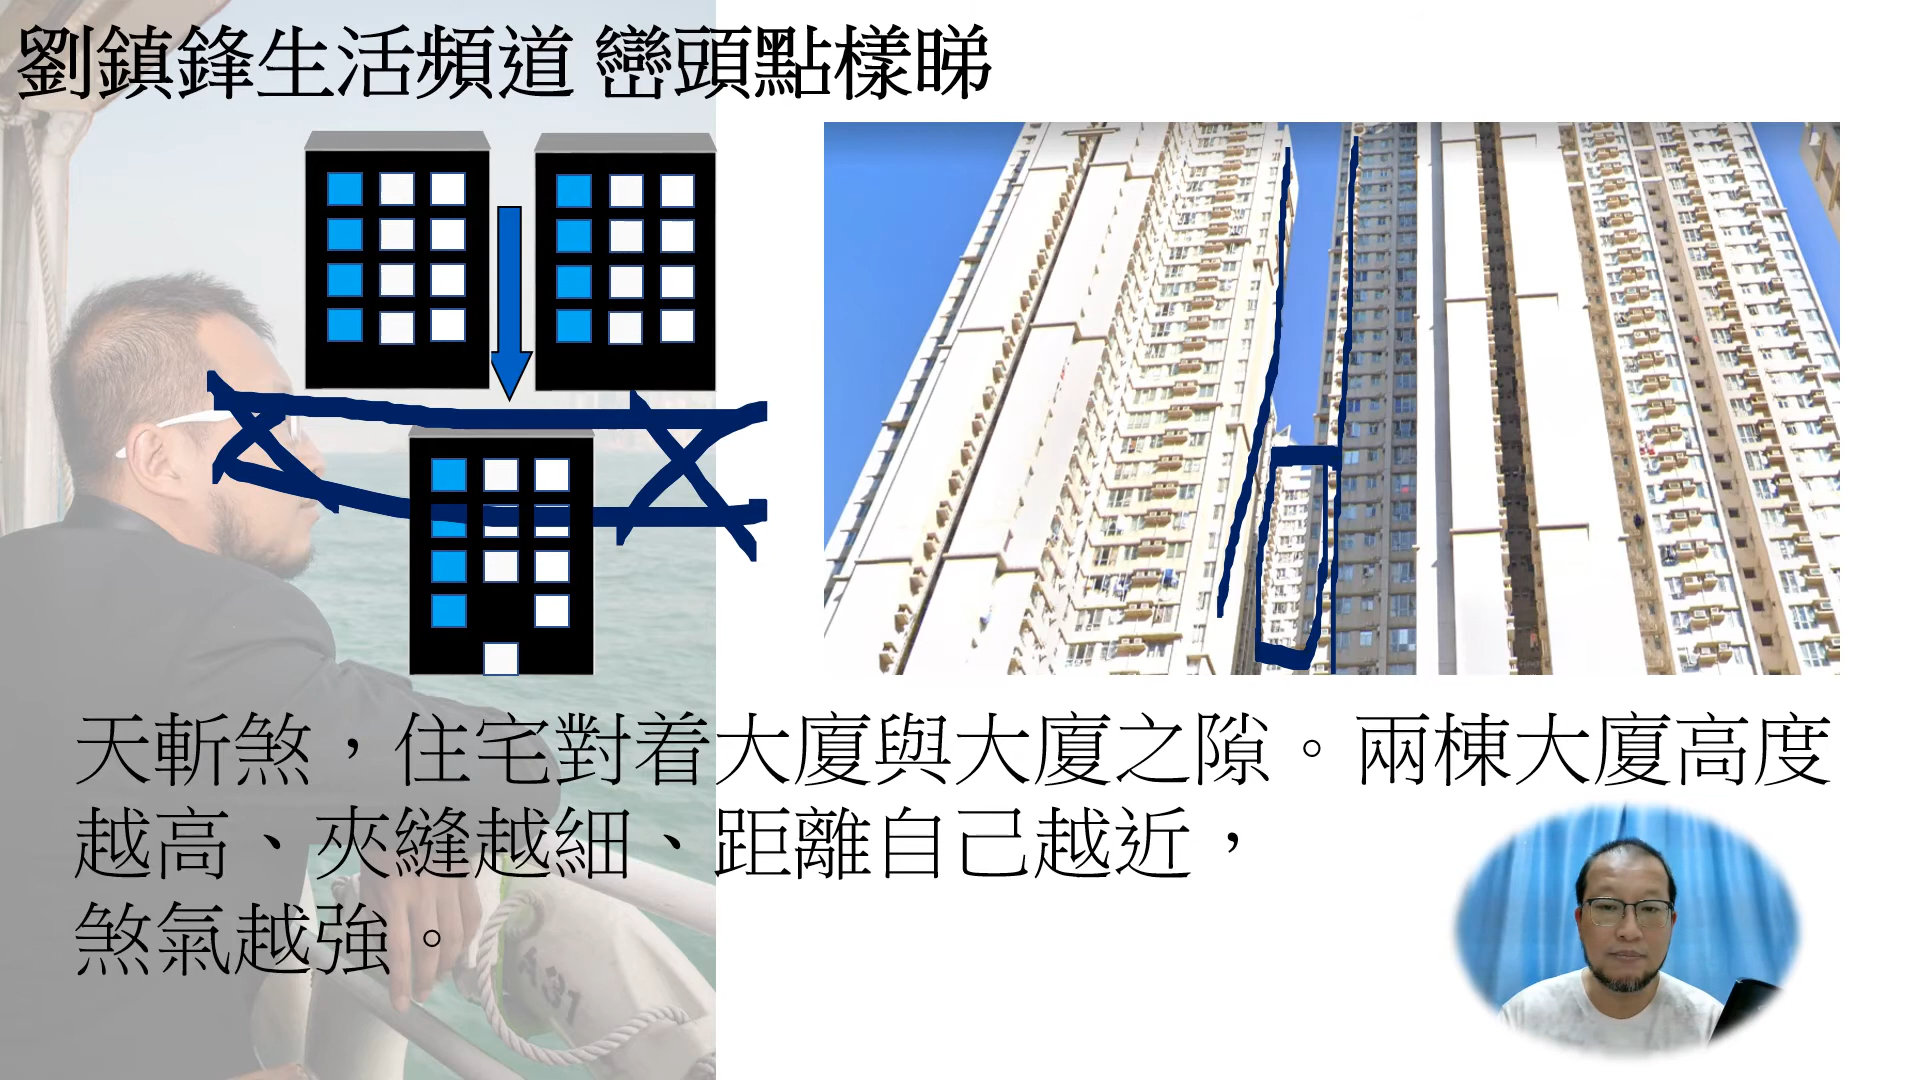 劉鎮鋒生活頻道 巒頭點樣睇
天斬煞，住宅對着大廈與大廈之隙。兩棟大廈高度
越高、夾縫越細、距離自己越近，
煞氣越強。
A31